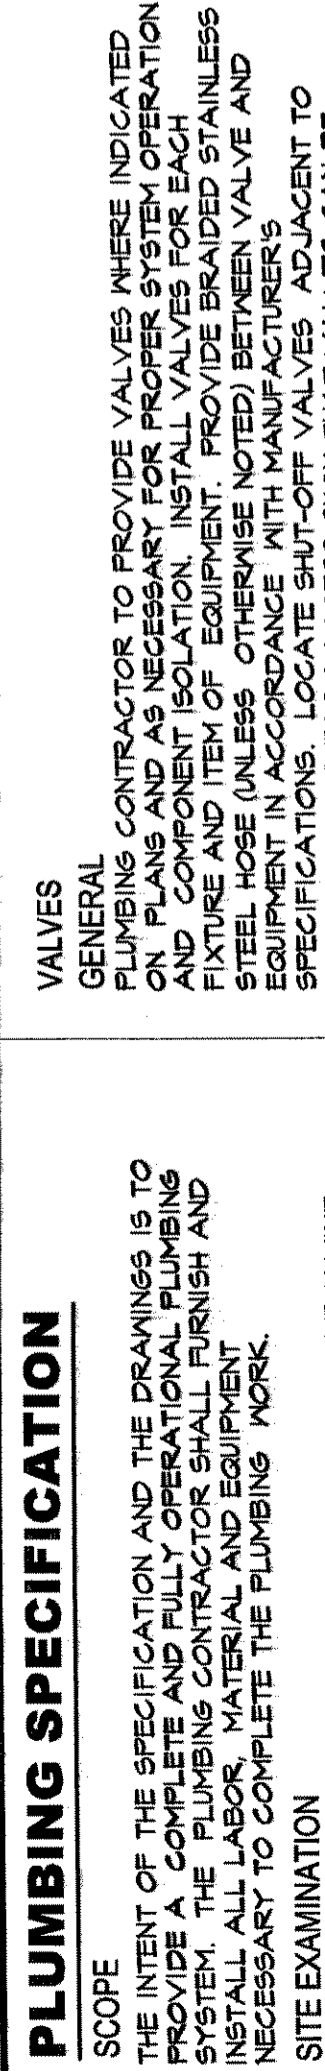 PLUMBING SPECIFICATION
SCOPE
THE INTENT OF THE SPECIFICATION AND THE DRAWINGS IS TO
PROVIDE A COMPLETE AND FULLY OPERATIONAL PLUMBING
SYSTEM. THE PLUMBING CONTRACTOR SHALL FURNISH AND
INSTALL ALL LABOR, MATERIAL AND EQUIPMENT
NECESSARY TO COMPLETE THE PLUMBING WORK.
SITE EXAMINATION
VALVES
GENERAL
PLUMBING CONTRACTOR TO PROVIDE VALVES WHERE INDICATED
ON PLANS AND AS NECESSARY FOR PROPER SYSTEM OPERATION
AND COMPONENT ISOLATION. INSTALL VALVES FOR EACH
FIXTURE AND ITEM OF EQUIPMENT. PROVIDE BRAIDED STAINLESS
STEEL HOSE (UNLESS OTHERWISE NOTED) BETWEEN VALVE AND
EQUIPMENT IN ACCORDANCE WITH MANUFACTURER'S
SPECIFICATIONS. LOCATE SHUT-OFF VALVES ADJACENT TO